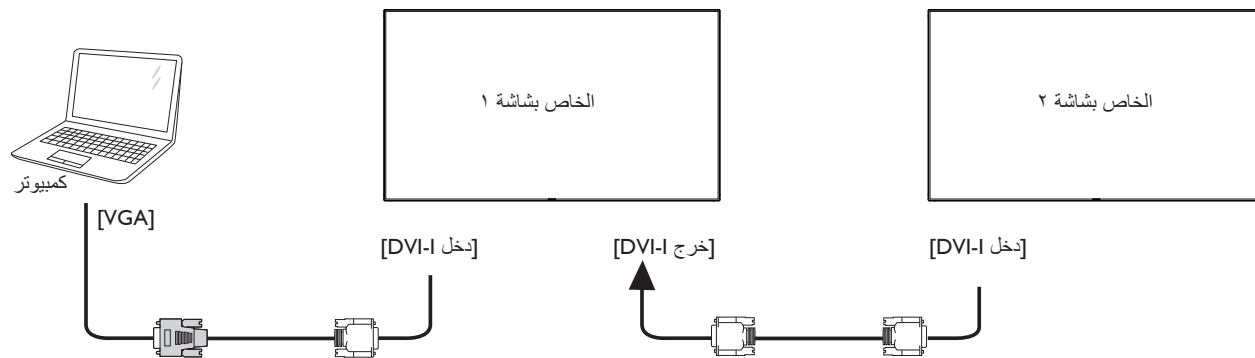 الخاص بشاشة ١
الخاص بشاشة ٢
كمبيوتر
[VGA]
[دخل DVI-I]
[خرج DVI-I]
[دخل DVI-I]